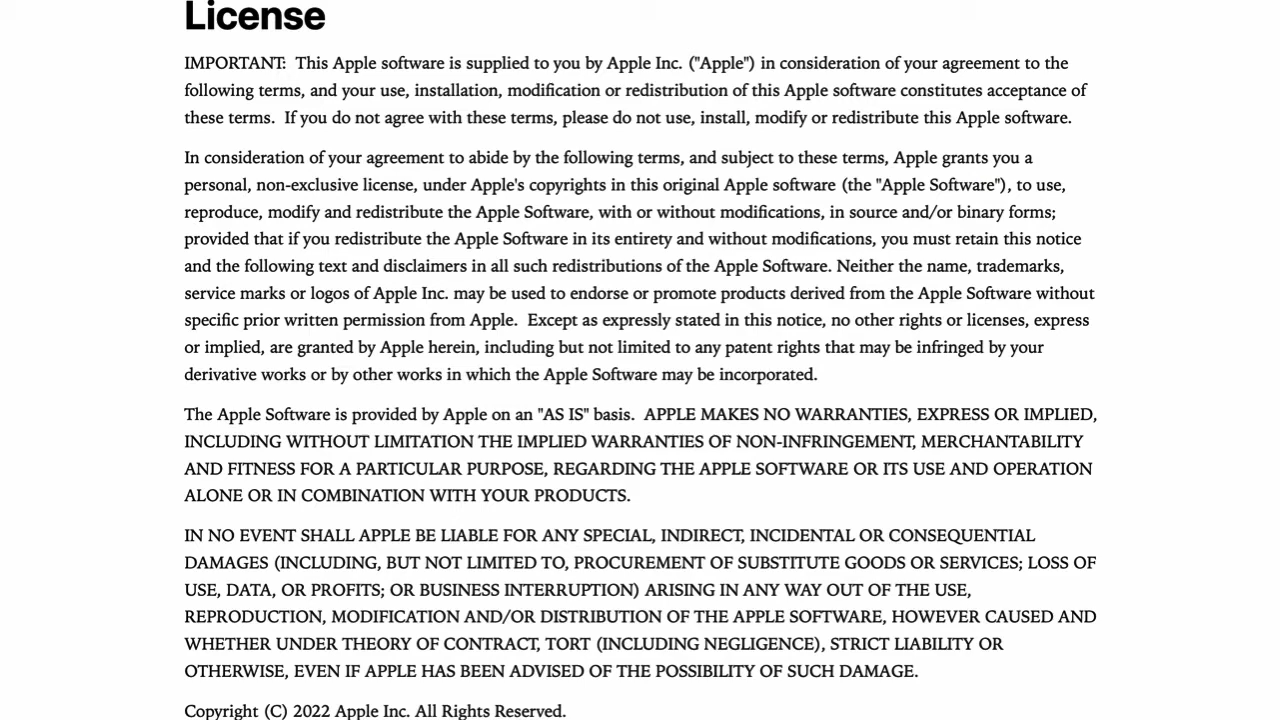 License
IMPORTANT:  This Apple software is supplied to you by Apple Inc. ("Apple") in consideration of your agreement to the
following terms, and your use, installation, modification or redistribution of this Apple software constitutes acceptance of
these terms.  If you do not agree with these terms, please do not use, install, modify or redistribute this Apple software.
In consideration of your agreement to abide by the following terms, and subject to these terms, Apple grants you a
personal, non-exclusive license, under Apple's copyrights in this original Apple software (the "Apple Software"), to use,
reproduce, modify and redistribute the Apple Software, with or without modifications, in source and/or binary forms;
provided that if you redistribute the Apple Software in its entirety and without modifications, you must retain this notice
and the following text and disclaimers in all such redistributions of the Apple Software. Neither the name, trademarks,
service marks or logos of Apple Inc. may be used to endorse or promote products derived from the Apple Software without
specific prior written permission from Apple.  Except as expressly stated in this notice, no other rights or licenses, express
or implied, are granted by Apple herein, including but not limited to any patent rights that may be infringed by your
derivative works or by other works in which the Apple Software may be incorporated.
The Apple Software is provided by Apple on an "AS IS" basis.  APPLE MAKES NO WARRANTIES, EXPRESS OR IMPLIED,
INCLUDING WITHOUT LIMITATION THE IMPLIED WARRANTIES OF NON-INFRINGEMENT, MERCHANTABILITY
AND FITNESS FOR A PARTICULAR PURPOSE, REGARDING THE APPLE SOFTWARE OR ITS USE AND OPERATION
ALONE OR IN COMBINATION WITH YOUR PRODUCTS.
IN NO EVENT SHALL APPLE BE LIABLE FOR ANY SPECIAL, INDIRECT, INCIDENTAL OR CONSEQUENTIAL
DAMAGES (INCLUDING, BUT NOT LIMITED TO, PROCUREMENT OF SUBSTITUTE GOODS OR SERVICES; LOSS OF
USE, DATA, OR PROFITS; OR BUSINESS INTERRUPTION) ARISING IN ANY WAY OUT OF THE USE,
REPRODUCTION, MODIFICATION AND/OR DISTRIBUTION OF THE APPLE SOFTWARE, HOWEVER CAUSED AND
WHETHER UNDER THEORY OF CONTRACT, TORT (INCLUDING NEGLIGENCE), STRICT LIABILITY OR
OTHERWISE, EVEN IF APPLE HAS BEEN ADVISED OF THE POSSIBILITY OF SUCH DAMAGE.
Copyright (C) 2022 Apple Inc. All Rights Reserved.